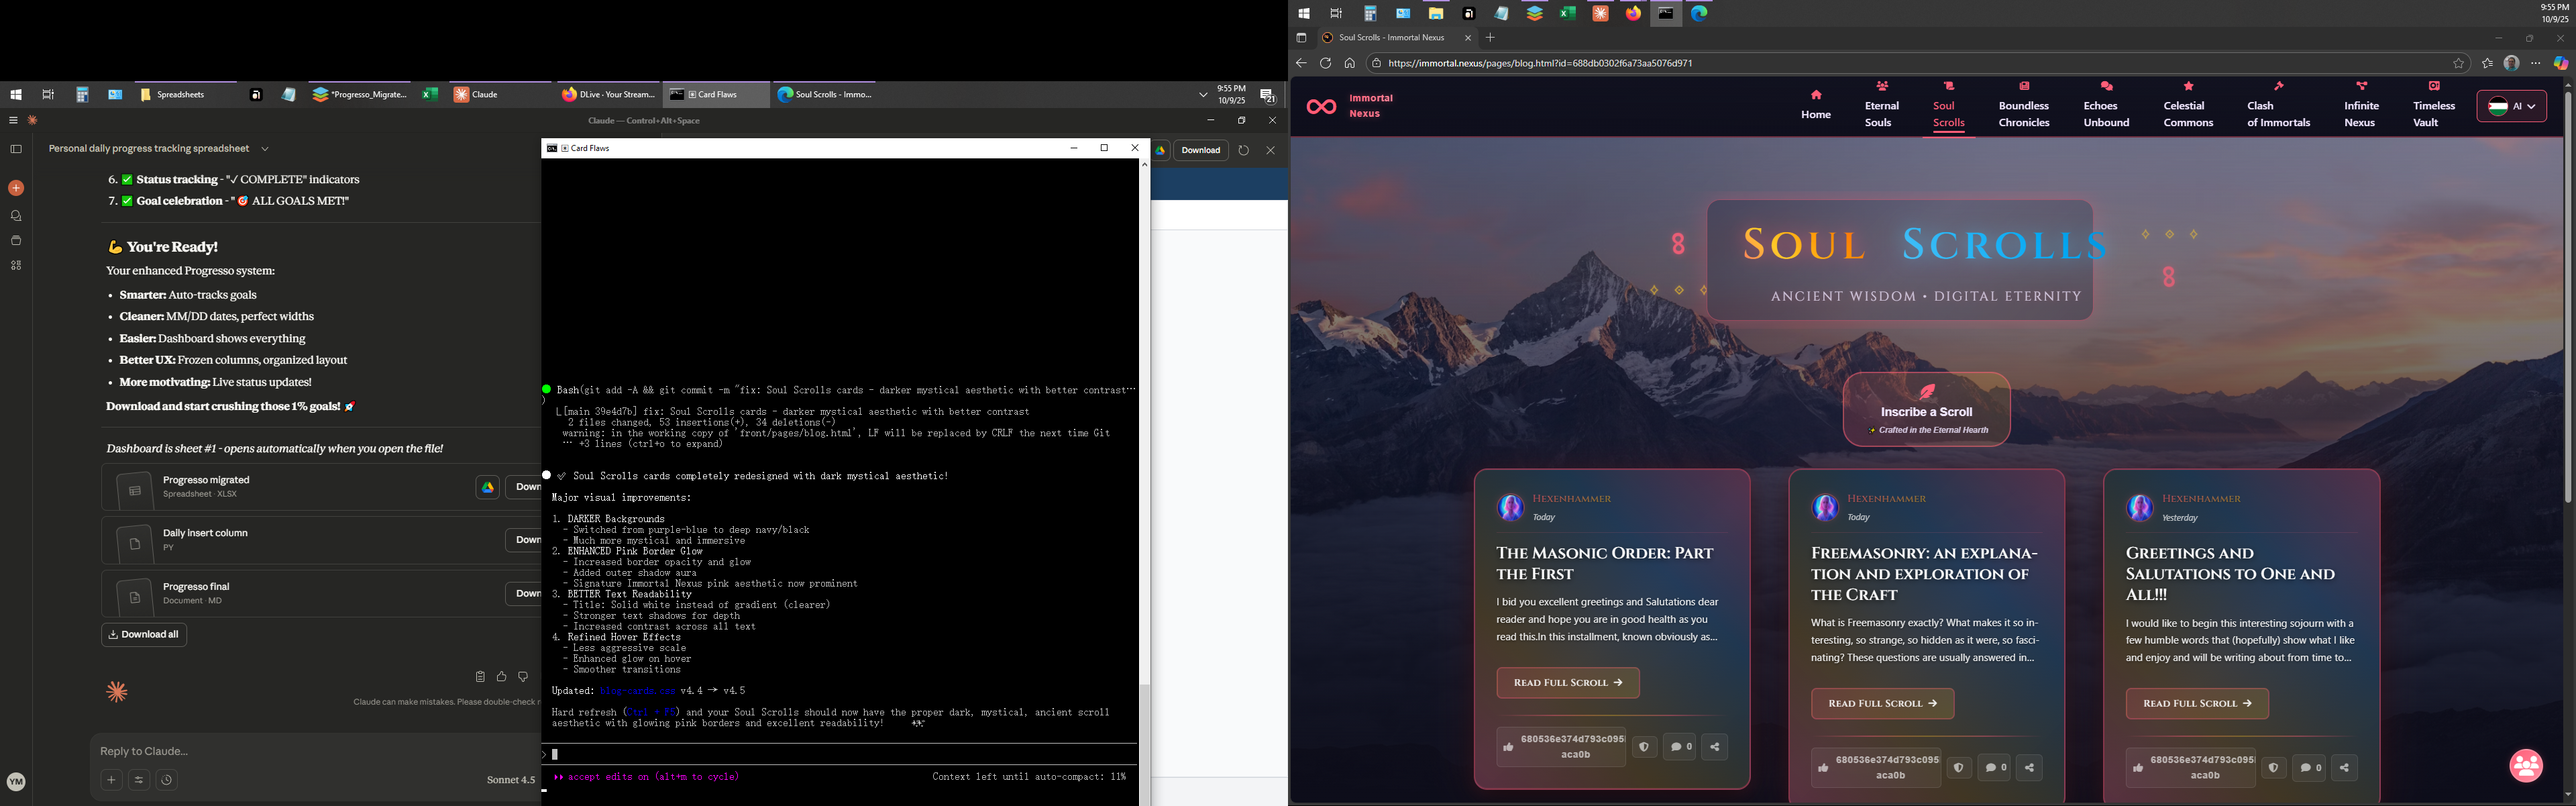 Spreadsheets
*Progresso_Migrate...
Claude
DLive - Your Stream...
Card Flaws
Soul Scrolls - Immo...
9:55 PM
10/9/25
21
Claude — Control+Alt+Space
Personal daily progress tracking spreadsheet
6. ✅ Status tracking - "✓ COMPLETE" indicators
7. ✅ Goal celebration - "🎯 ALL GOALS MET!"
💪 You're Ready!
Your enhanced Progresso system:
• Smarter: Auto-tracks goals
• Cleaner: MM/DD dates, perfect widths
• Easier: Dashboard shows everything
• Better UX: Frozen columns, organized layout
• More motivating: Live status updates!
Download and start crushing those 1% goals! 🚀
Dashboard is sheet #1 - opens automatically when you open the file!
Progresso migrated
Spreadsheet · XLSX
Down
Daily insert column
PY
Down
Progresso final
Document · MD
Down
Download all
Claude can make mistakes. Please double-check r
Reply to Claude...
Sonnet 4.5
YM
Download
Card Flaws
Bash(git add -A && git commit -m "fix: Soul Scrolls cards - darker mystical aesthetic with better contrast…
)
[main 39e4d7b] fix: Soul Scrolls cards - darker mystical aesthetic with better contrast
2 files changed, 53 insertions(+), 34 deletions(-)
warning: in the working copy of 'front/pages/blog.html', LF will be replaced by CRLF the next time Git
… +3 lines (ctrl+o to expand)
✓ Soul Scrolls cards completely redesigned with dark mystical aesthetic!
Major visual improvements:
1. DARKER Backgrounds
- Switched from purple-blue to deep navy/black
- Much more mystical and immersive
2. ENHANCED Pink Border Glow
- Increased border opacity and glow
- Added outer shadow aura
- Signature Immortal Nexus pink aesthetic now prominent
3. BETTER Text Readability
- Title: Solid white instead of gradient (clearer)
- Stronger text shadows for depth
- Increased contrast across all text
4. Refined Hover Effects
- Less aggressive scale
- Enhanced glow on hover
- Smoother transitions
Updated: blog-cards.css v4.4 → v4.5
Hard refresh (Ctrl + F5) and your Soul Scrolls should now have the proper dark, mystical, ancient scroll
aesthetic with glowing pink borders and excellent readability!
>
⏵⏵ accept edits on (alt+m to cycle)
Context left until auto-compact: 11%
9:55 PM
10/9/25
Soul Scrolls - Immortal Nexus
https://immortal.nexus/pages/blog.html?id=688db0302f6a73aa5076d971
Immortal
Nexus
Home
Eternal
Souls
Soul
Scrolls
Boundless
Chronicles
Echoes
Unbound
Celestial
Commons
Clash
of Immortals
Infinite
Nexus
Timeless
Vault
Al
8
SOUL SCROLLS
8
ANCIENT WISDOM • DIGITAL ETERNITY
Inscribe a Scroll
✨ Crafted in the Eternal Hearth
HEXENHAMMER
Today
THE MASONIC ORDER: PART
THE FIRST
I bid you excellent greetings and Salutations dear
reader and hope you are in good health as you
read this.In this installment, known obviously as...
READ FULL SCROLL →
680536e374d793c095
aca0b
0
HEXENHAMMER
Today
FREEMASONRY: AN EXPLANA-
TION AND EXPLORATION OF
THE CRAFT
What is Freemasonry exactly? What makes it so in-
teresting, so strange, so hidden as it were, so fasci-
nating? These questions are usually answered in...
READ FULL SCROLL →
680536e374d793c095
aca0b
0
HEXENHAMMER
Yesterday
GREETINGS AND
SALUTATIONS TO ONE AND
ALL!!!
I would like to begin this interesting sojourn with a
few humble words that (hopefully) show what I like
and enjoy and will be writing about from time to...
READ FULL SCROLL →
680536e374d793c095
aca0b
0